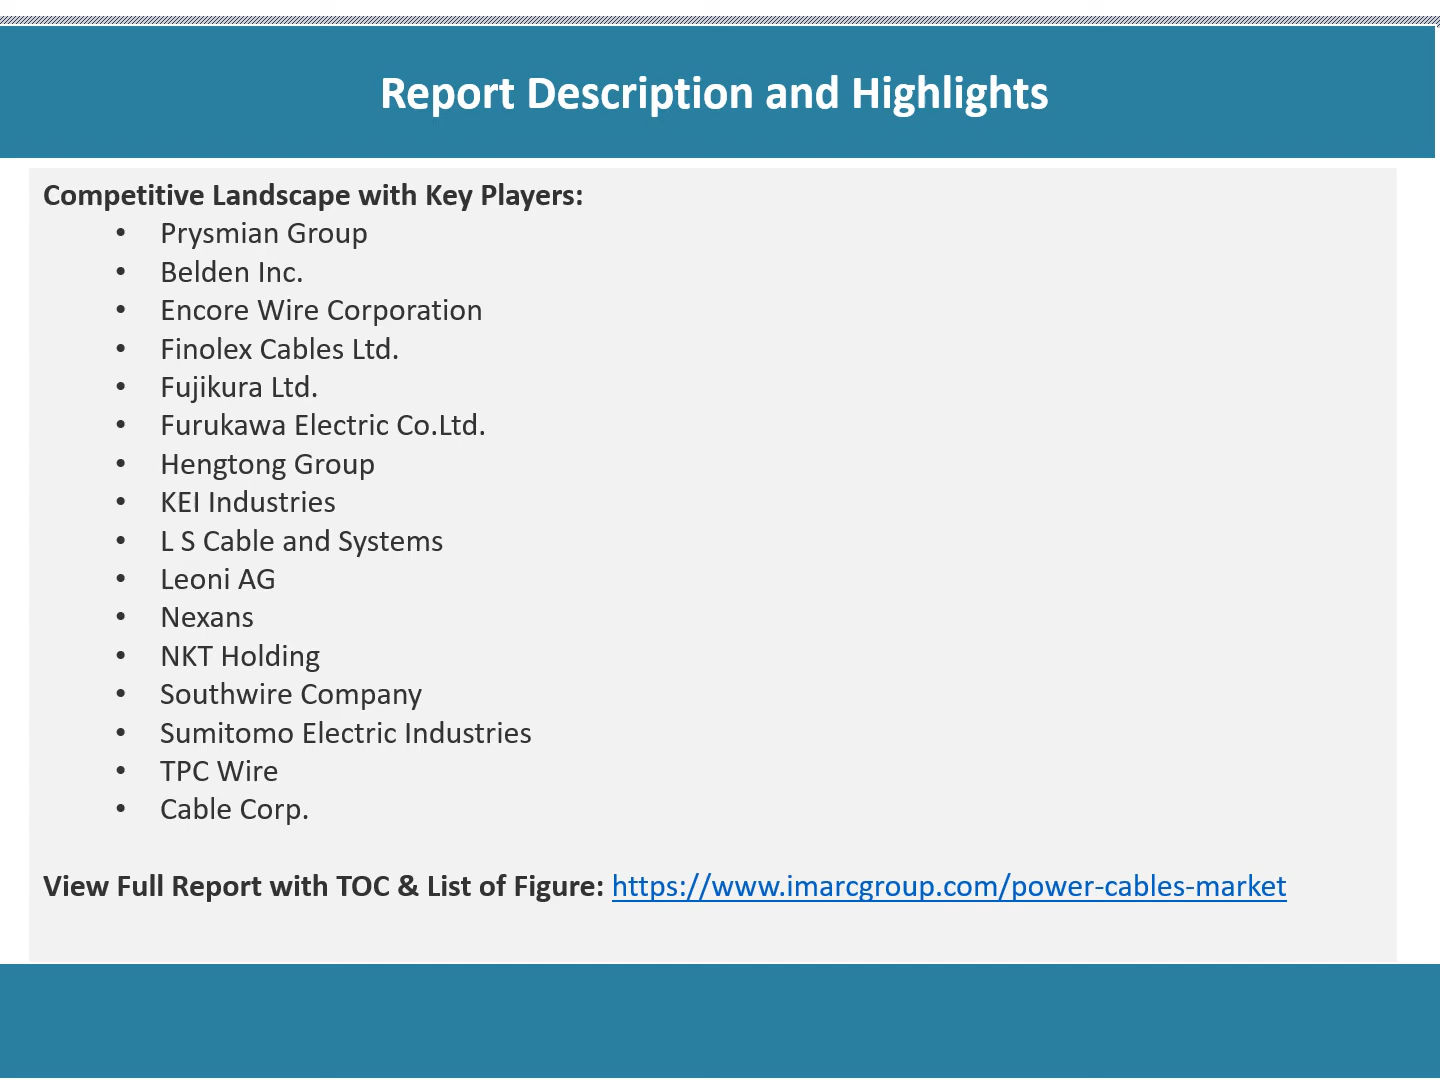 Report Description and Highlights
Competitive Landscape with Key Players:
• Prysmian Group
• Belden Inc.
• Encore Wire Corporation
• Finolex Cables Ltd.
• Fujikura Ltd.
• Furukawa Electric Co.Ltd.
• Hengtong Group
• KEI Industries
• L S Cable and Systems
• Leoni AG
• Nexans
• NKT Holding
• Southwire Company
• Sumitomo Electric Industries
• TPC Wire
• Cable Corp.
View Full Report with TOC & List of Figure: https://www.imarcgroup.com/power-cables-market